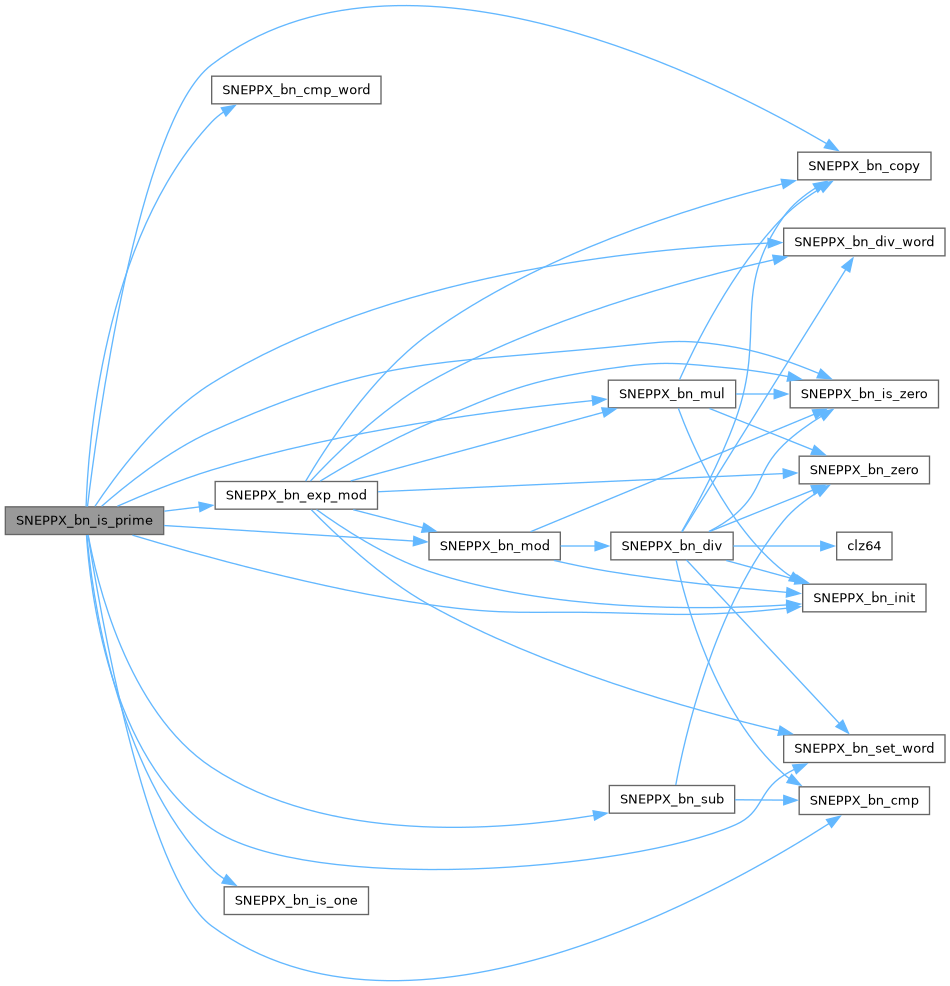 SNEPPX_bn_cmp_word
SNEPPX_bn_copy
SNEPPX_bn_div_word
SNEPPX_bn_mul
SNEPPX_bn_is_zero
SNEPPX_bn_zero
SNEPPX_bn_exp_mod
SNEPPX_bn_is_prime
SNEPPX_bn_mod
SNEPPX_bn_div
clz64
SNEPPX_bn_init
SNEPPX_bn_set_word
SNEPPX_bn_sub
SNEPPX_bn_cmp
SNEPPX_bn_is_one